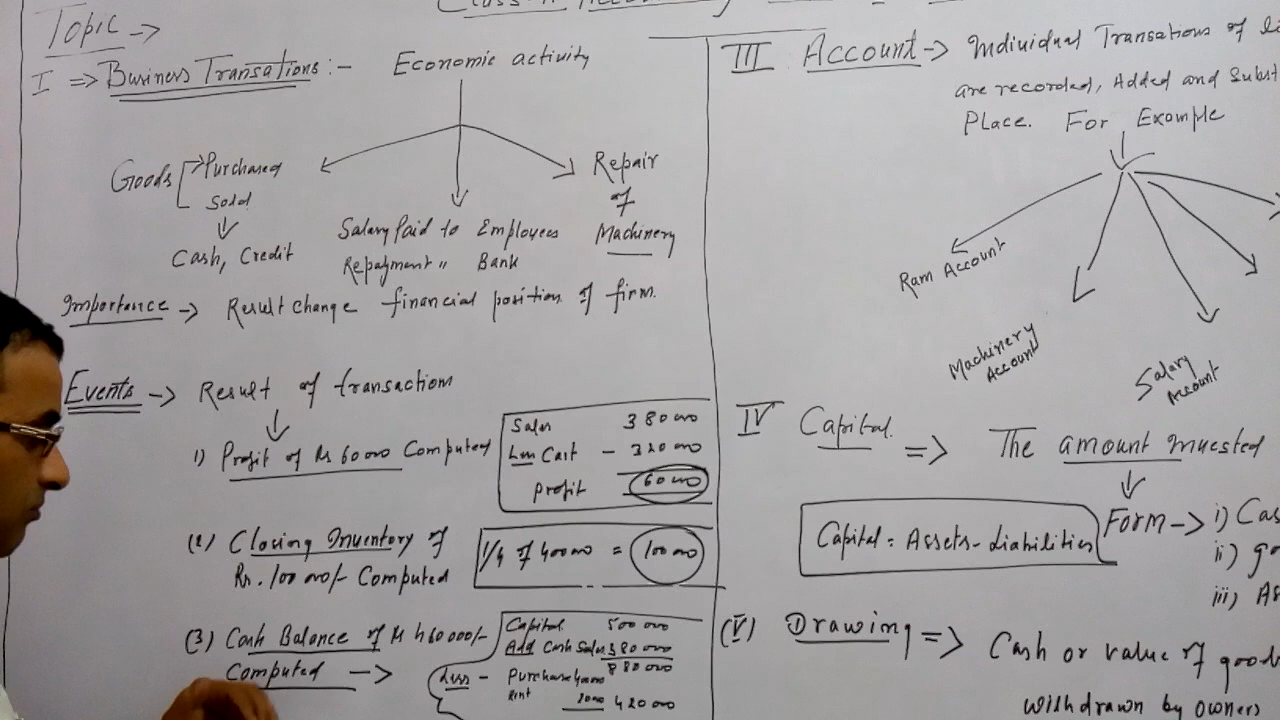 Topic →
I ⇒ Business Transations :-
Economic activity
Goods
Purchased
Sold
Cash, Credit
Salary Paid to Employees
Repayment " Bank
Repair
of
Machinery
Importance → Result change financial position of firm.
Events → Result of transaction
1) Profit of Rs 60000 Computed
Sales 380000
Less Cost - 320000
Profit 60000
(2) Closing Inventory of
Rs. 100000/- Computed
1/4 of 400000 = 100000
(3) Cash Balance of Rs 460000/-
Computed →
Capital 500000
Add Cash Sales 380000
880000
Less - Purchase 400000
Rent 20000 420000
III Account → Individual Transations of
are recorded, Added and
Place. For Example
Ram Account
Machinery
Account
Salary
Account
IV Capital ⇒ The amount invested
Capital = Assets - Liabilities
Form → i)
ii)
iii)
(V) Drawing ⇒ Cash or value of
withdrawn by owners